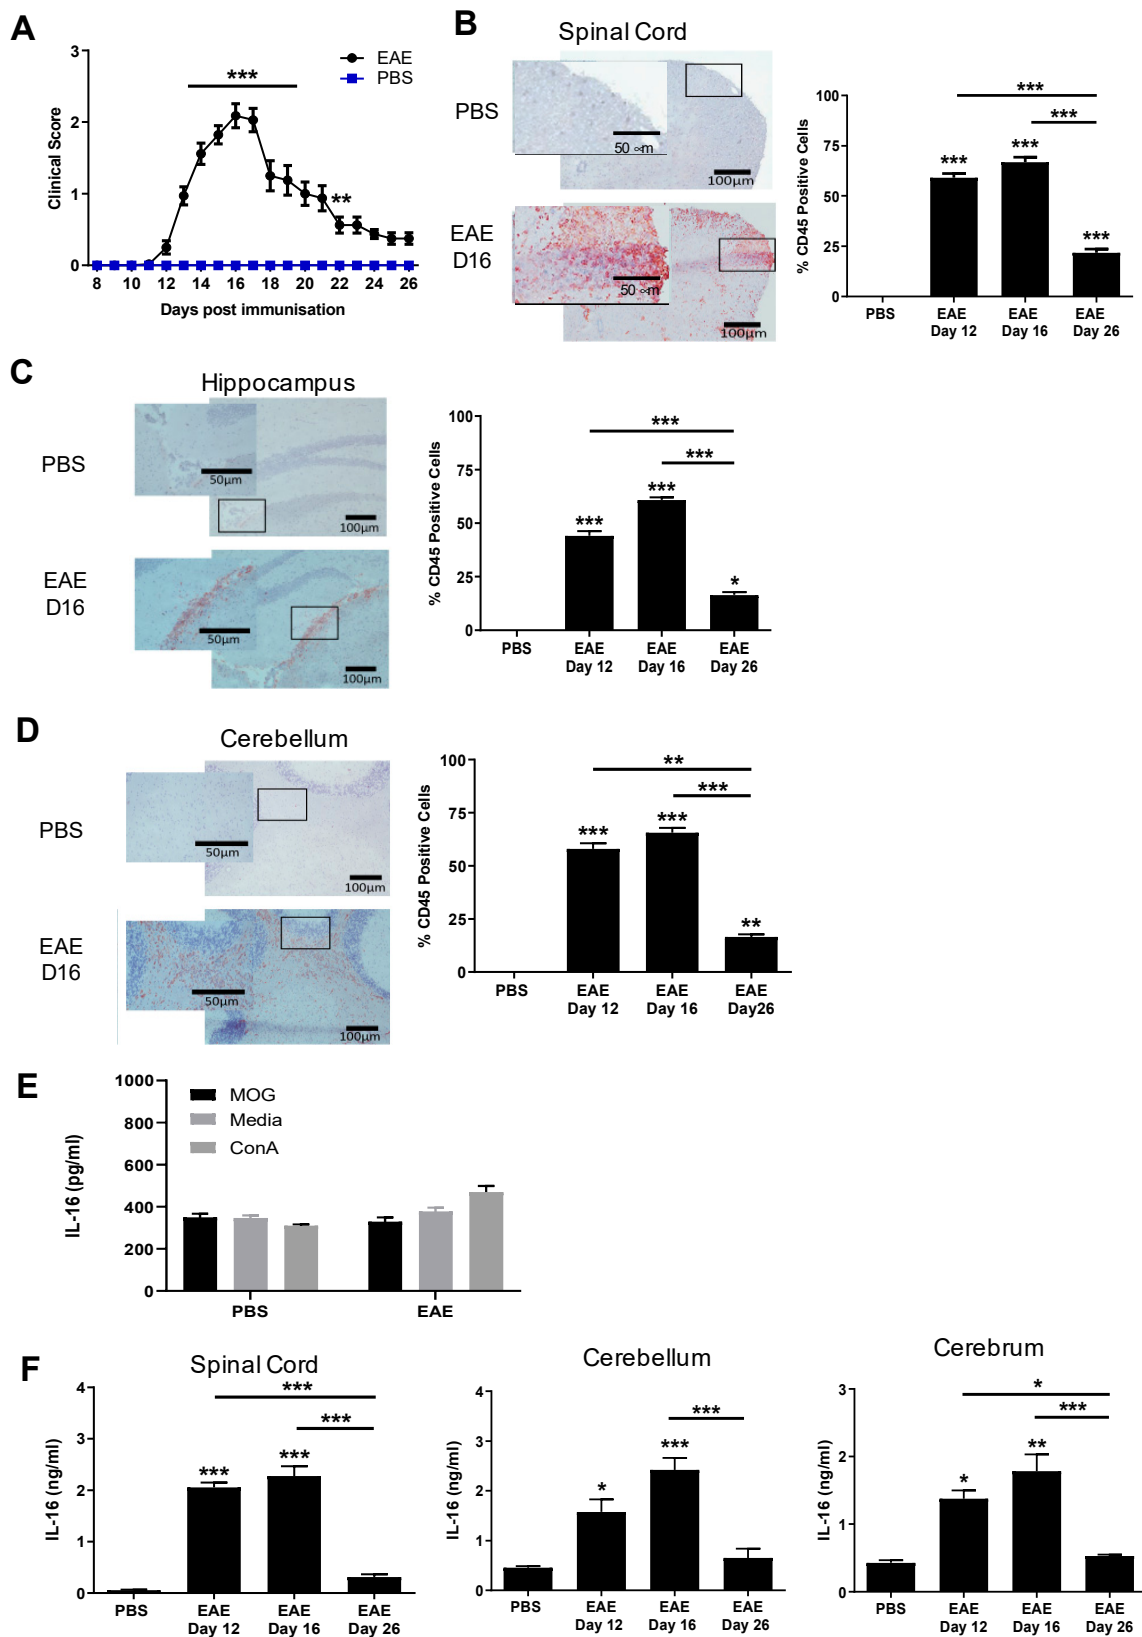 A
3
2
1
0
Clinical Score
***
**
EAE
PBS
8 10 12 14 16 18 20 22 24 26
Days post immunisation
B
Spinal Cord
PBS
50 ∝m
100µm
EAE
D16
50 ∝m
100µm
% CD45 Positive Cells
100
75
50
25
0
***
***
***
***
***
PBS EAE EAE EAE
Day 12 Day 16 Day 26
C
Hippocampus
PBS
50µm
100µm
EAE
D16
50µm
100µm
% CD45 Positive Cells
100
75
50
25
0
***
***
***
***
*
PBS EAE EAE EAE
Day 12 Day 16 Day 26
D
Cerebellum
PBS
50µm
100µm
EAE
D16
50µm
100µm
% CD45 Positive Cells
100
75
50
25
0
**
***
***
***
**
PBS EAE EAE EAE
Day 12 Day 16 Day26
E
IL-16 (pg/ml)
1000
800
600
400
200
0
MOG
Media
ConA
PBS EAE
F
Spinal Cord
IL-16 (ng/ml)
4
3
2
1
0
***
***
***
***
PBS EAE EAE EAE
Day 12 Day 16 Day 26
Cerebellum
IL-16 (ng/ml)
4
3
2
1
0
***
***
*
PBS EAE EAE EAE
Day 12 Day 16 Day 26
Cerebrum
IL-16 (ng/ml)
3
2
1
0
*
***
**
*
PBS EAE EAE EAE
Day 12 Day 16 Day 26